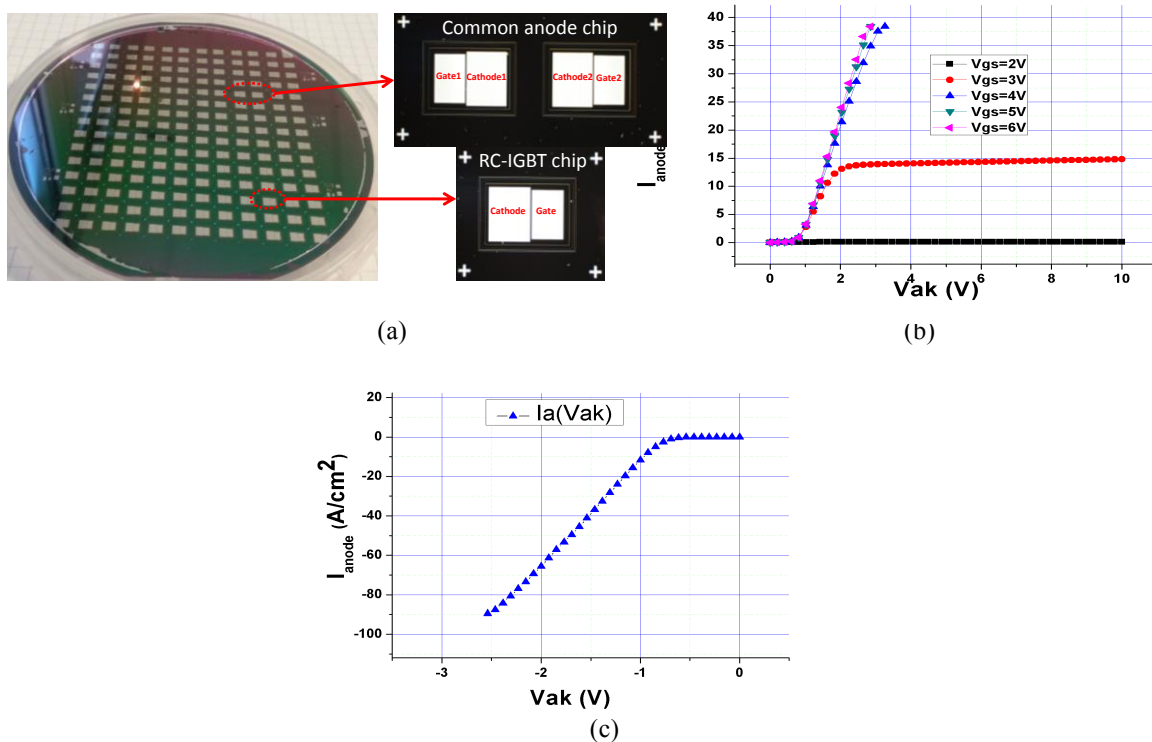 Common anode chip
Gate1 Cathode1 Cathode2 Gate2
RC-IGBT chip
Cathode Gate
(a)
I_anode
40
35
30
25
20
15
10
5
0
Vgs=2V
Vgs=3V
Vgs=4V
Vgs=5V
Vgs=6V
0 2 4 6 8 10
Vak (V)
(b)
I_anode (A/cm²)
20
0
-20
-40
-60
-80
-100
Ia(Vak)
-3 -2 -1 0
Vak (V)
(c)